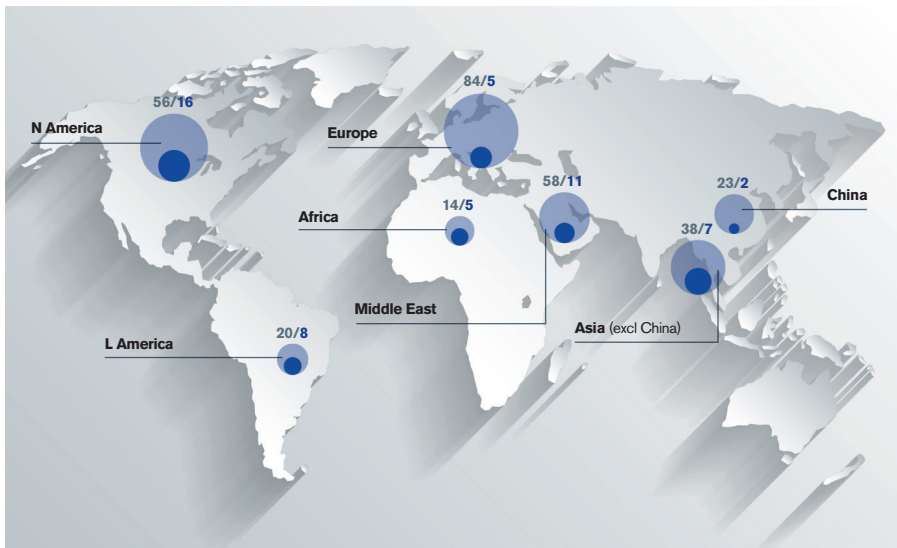 84/5
56/16
N America
Europe
58/11
23/2
China
14/5
Africa
38/7
Middle East
Asia (excl China)
20/8
L America